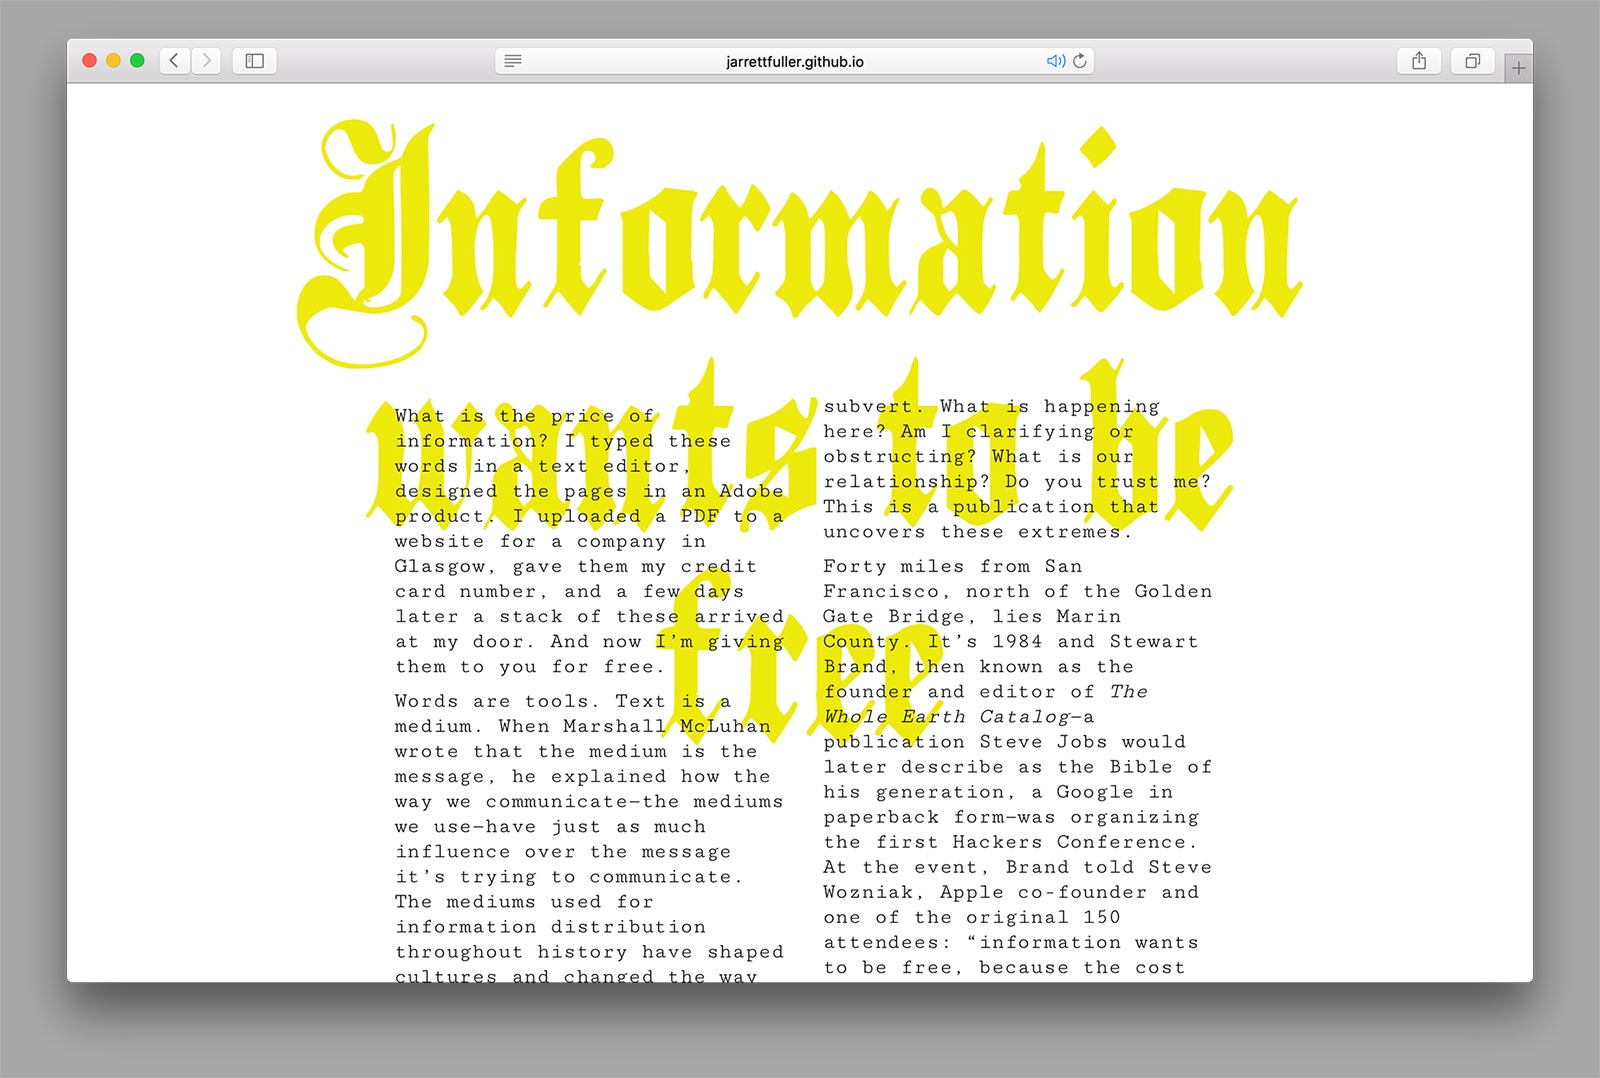 jarrettfuller.github.io
Information
wants to be
free
What is the price of
information? I typed these
words in a text editor,
designed the pages in an Adobe
product. I uploaded a PDF to a
website for a company in
Glasgow, gave them my credit
card number, and a few days
later a stack of these arrived
at my door. And now I’m giving
them to you for free.
Words are tools. Text is a
medium. When Marshall McLuhan
wrote that the medium is the
message, he explained how the
way we communicate—the mediums
we use—have just as much
influence over the message
it’s trying to communicate.
The mediums used for
information distribution
throughout history have shaped
cultures and changed the way
subvert. What is happening
here? Am I clarifying or
obstructing? What is our
relationship? Do you trust me?
This is a publication that
uncovers these extremes.
Forty miles from San
Francisco, north of the Golden
Gate Bridge, lies Marin
County. It’s 1984 and Stewart
Brand, then known as the
founder and editor of The
Whole Earth Catalog—a
publication Steve Jobs would
later describe as the Bible of
his generation, a Google in
paperback form—was organizing
the first Hackers Conference.
At the event, Brand told Steve
Wozniak, Apple co-founder and
one of the original 150
attendees: “information wants
to be free, because the cost